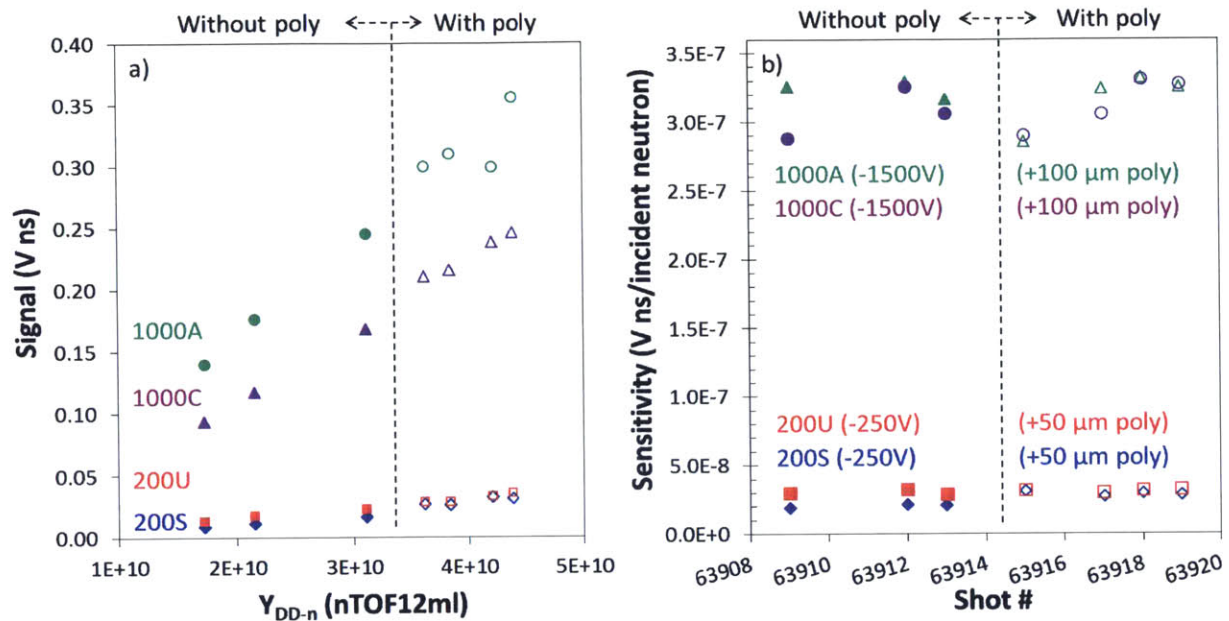 Without poly
With poly
a)
0.40
0.35
0.30
0.25
0.20
0.15
0.10
0.05
0.00
Signal (V ns)
1000A
1000C
200U
200S
1E+10
2E+10
3E+10
4E+10
5E+10
Y_DD-n (nTOF12ml)
Without poly
With poly
b)
3.5E-7
3.0E-7
2.5E-7
2.0E-7
1.5E-7
1.0E-7
5.0E-8
0.0E+0
Sensitivity (V ns/incident neutron)
1000A (-1500V)
(+100 μm poly)
1000C (-1500V)
(+100 μm poly)
200U (-250V)
(+50 μm poly)
200S (-250V)
(+50 μm poly)
63908
63910
63912
63914
63916
63918
63920
Shot #